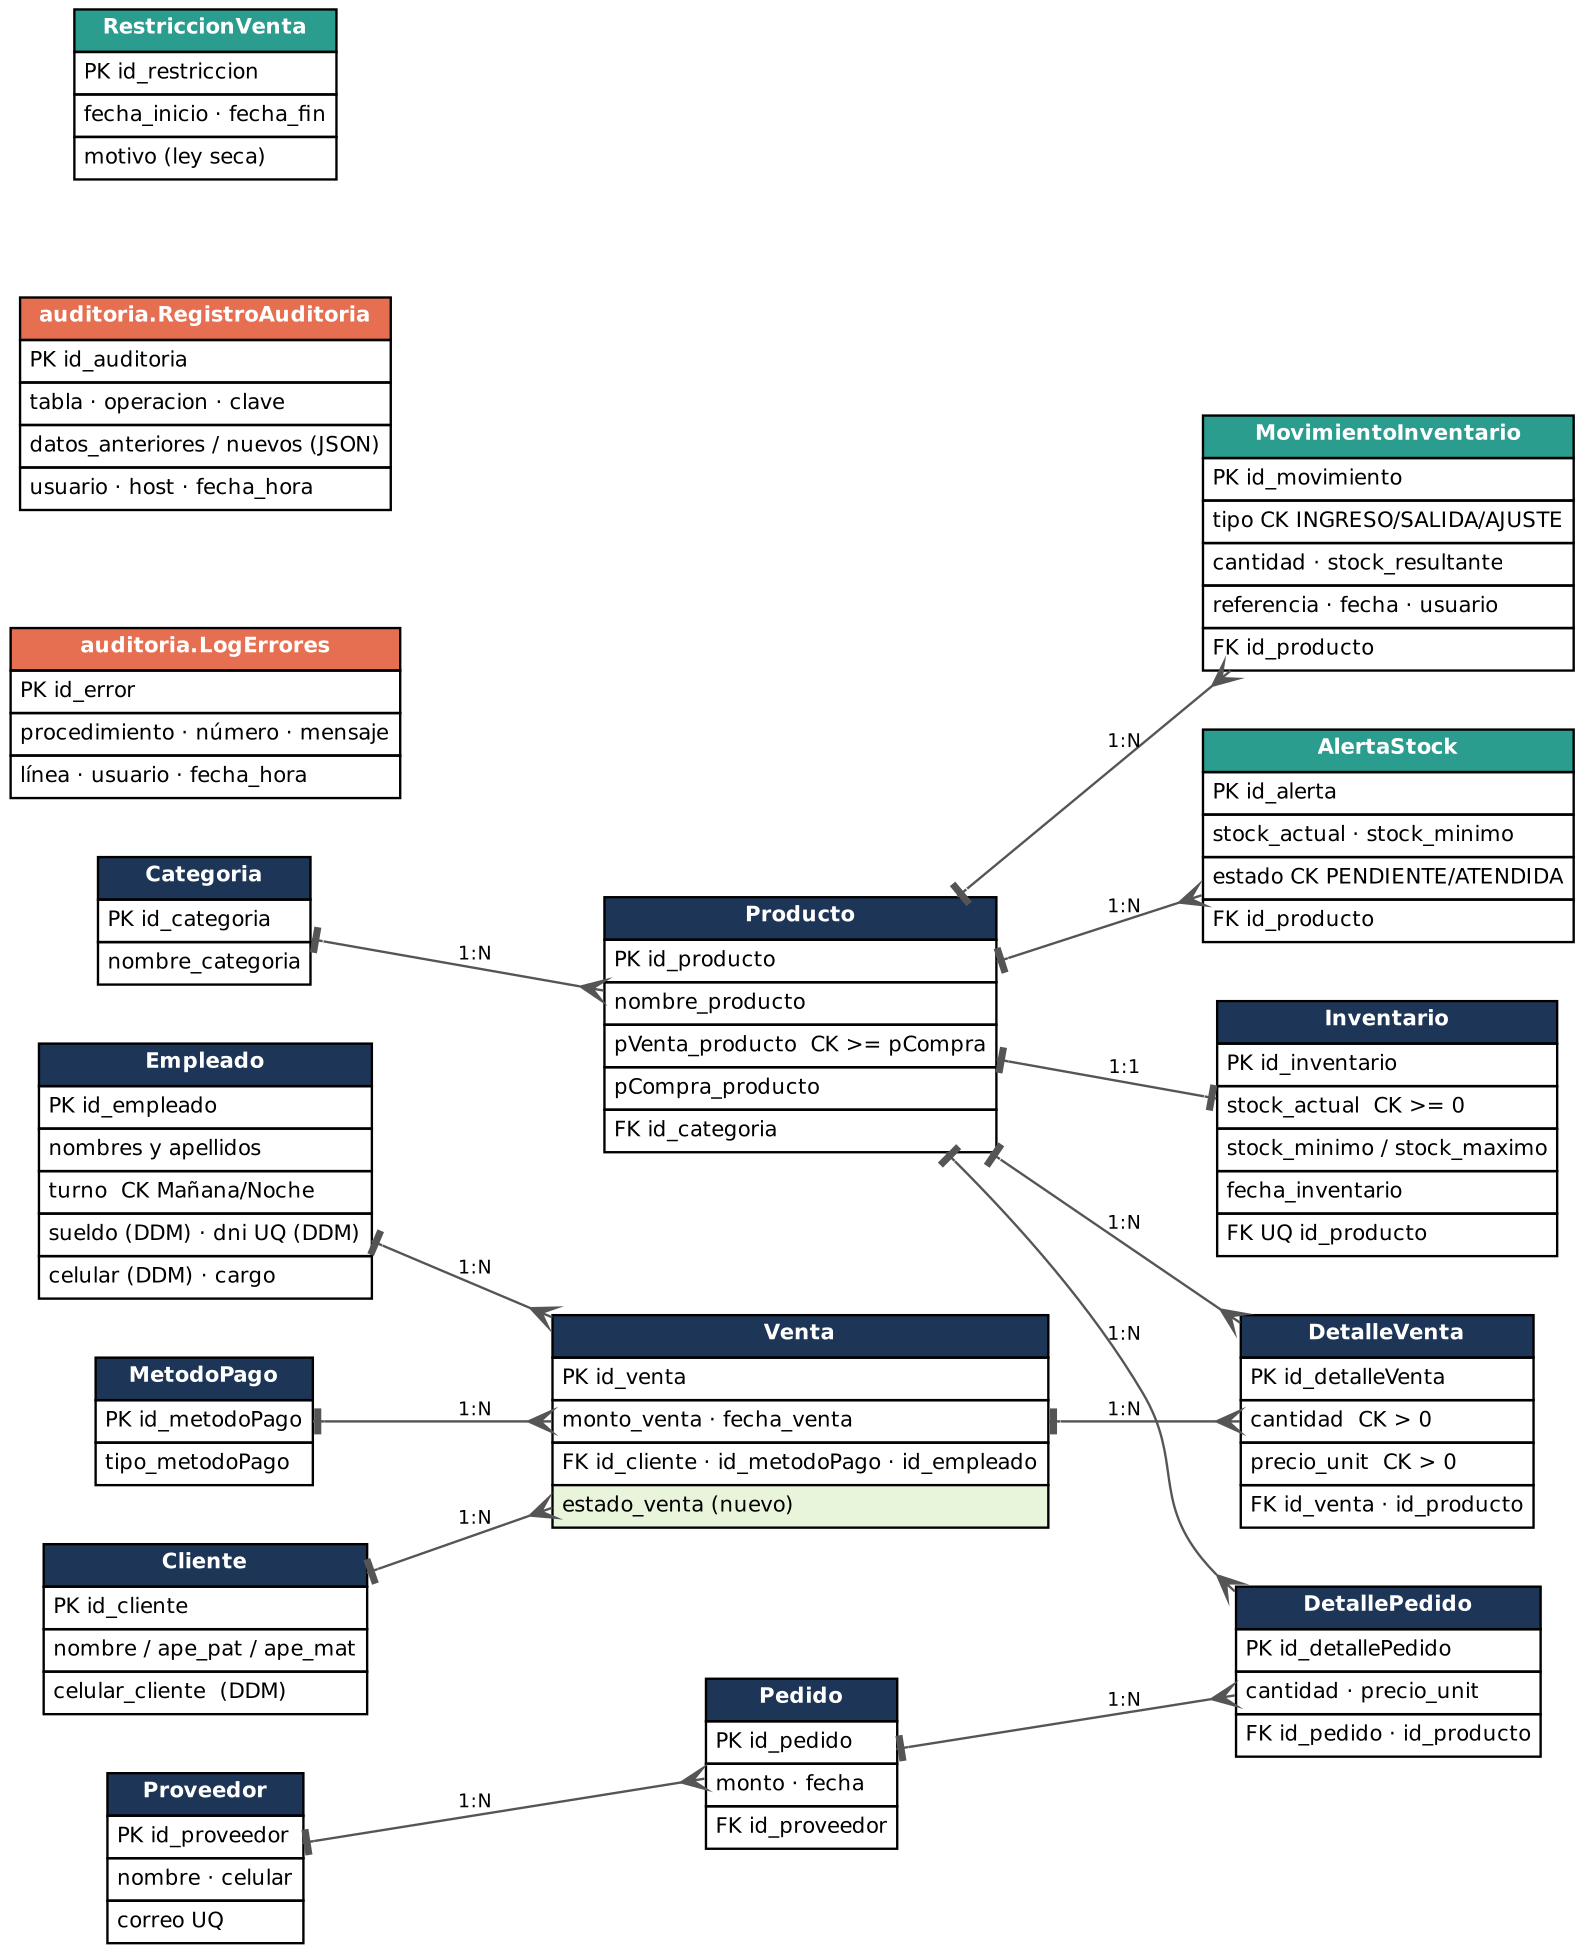 RestriccionVenta
PK id_restriccion
fecha_inicio · fecha_fin
motivo (ley seca)
auditoria.RegistroAuditoria
PK id_auditoria
tabla · operacion · clave
datos_anteriores / nuevos (JSON)
usuario · host · fecha_hora
auditoria.LogErrores
PK id_error
procedimiento · número · mensaje
línea · usuario · fecha_hora
Categoria
PK id_categoria
nombre_categoria
Empleado
PK id_empleado
nombres y apellidos
turno  CK Mañana/Noche
sueldo (DDM) · dni UQ (DDM)
celular (DDM) · cargo
MetodoPago
PK id_metodoPago
tipo_metodoPago
Cliente
PK id_cliente
nombre / ape_pat / ape_mat
celular_cliente  (DDM)
Proveedor
PK id_proveedor
nombre · celular
correo UQ
1:N
1:N
1:N
1:N
1:N
Producto
PK id_producto
nombre_producto
pVenta_producto  CK >= pCompra
pCompra_producto
FK id_categoria
Venta
PK id_venta
monto_venta · fecha_venta
FK id_cliente · id_metodoPago · id_empleado
estado_venta (nuevo)
Pedido
PK id_pedido
monto · fecha
FK id_proveedor
1:N
1:N
1:1
1:N
1:N
1:N
1:N
MovimientoInventario
PK id_movimiento
tipo CK INGRESO/SALIDA/AJUSTE
cantidad · stock_resultante
referencia · fecha · usuario
FK id_producto
AlertaStock
PK id_alerta
stock_actual · stock_minimo
estado CK PENDIENTE/ATENDIDA
FK id_producto
Inventario
PK id_inventario
stock_actual  CK >= 0
stock_minimo / stock_maximo
fecha_inventario
FK UQ id_producto
DetalleVenta
PK id_detalleVenta
cantidad  CK > 0
precio_unit  CK > 0
FK id_venta · id_producto
DetallePedido
PK id_detallePedido
cantidad · precio_unit
FK id_pedido · id_producto